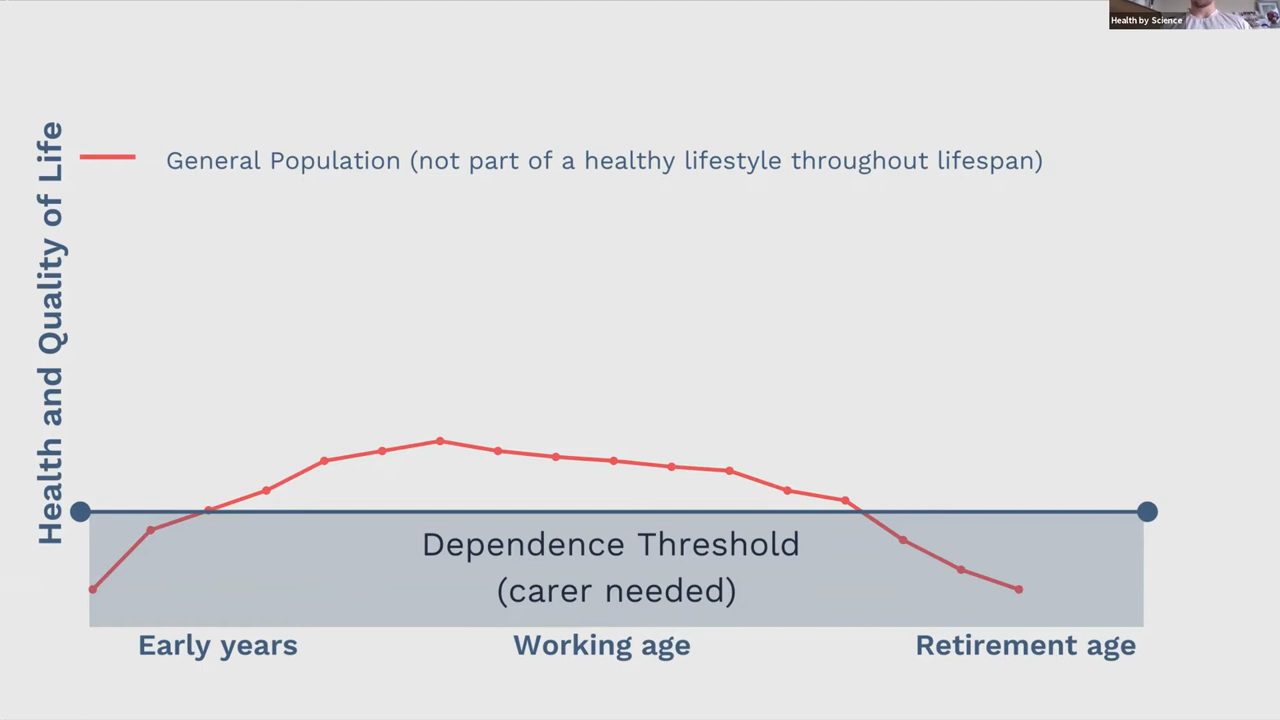 Health by Science
Health and Quality of Life
General Population (not part of a healthy lifestyle throughout lifespan)
Dependence Threshold
(carer needed)
Early years
Working age
Retirement age